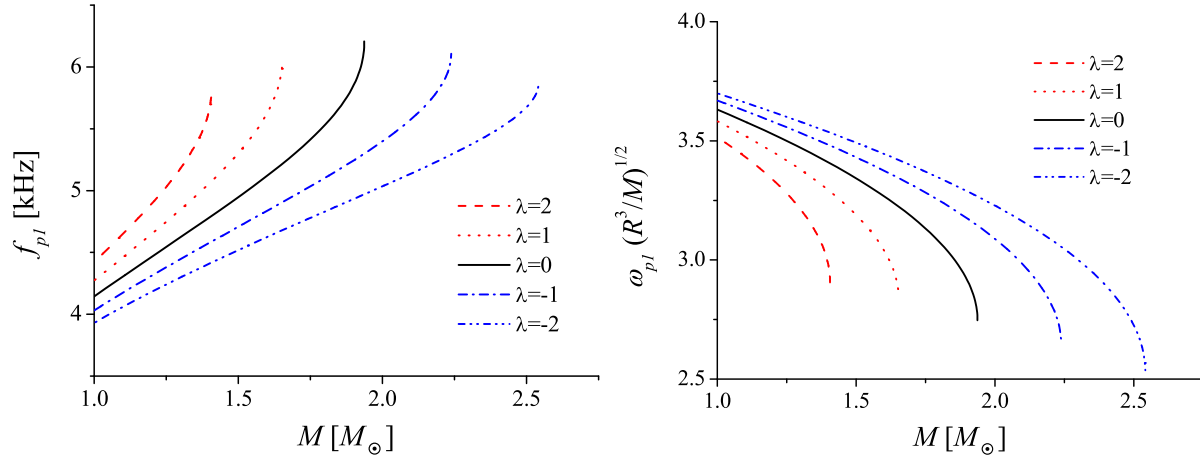 6
5
4
f_{p1} [kHz]
λ=2
λ=1
λ=0
λ=-1
λ=-2
1.0 1.5 2.0 2.5
M [M_⊙]
4.0
3.5
3.0
2.5
ω_{p1} (R^3/M)^{1/2}
λ=2
λ=1
λ=0
λ=-1
λ=-2
1.0 1.5 2.0 2.5
M [M_⊙]